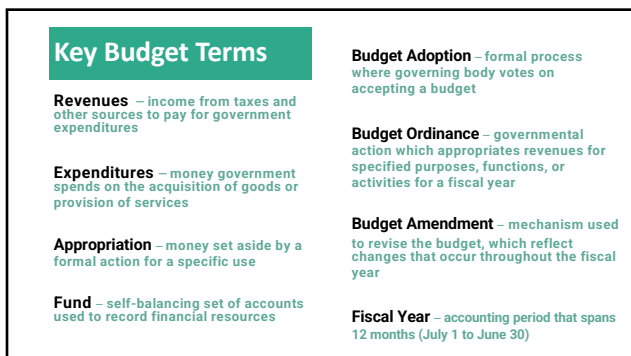 Key Budget Terms
Revenues – income from taxes and
other sources to pay for government
expenditures
Expenditures – money government
spends on the acquisition of goods or
provision of services
Appropriation – money set aside by a
formal action for a specific use
Fund – self-balancing set of accounts
used to record financial resources
Budget Adoption – formal process
where governing body votes on
accepting a budget
Budget Ordinance – governmental
action which appropriates revenues for
specified purposes, functions, or
activities for a fiscal year
Budget Amendment – mechanism used
to revise the budget, which reflect
changes that occur throughout the fiscal
year
Fiscal Year – accounting period that spans
12 months (July 1 to June 30)